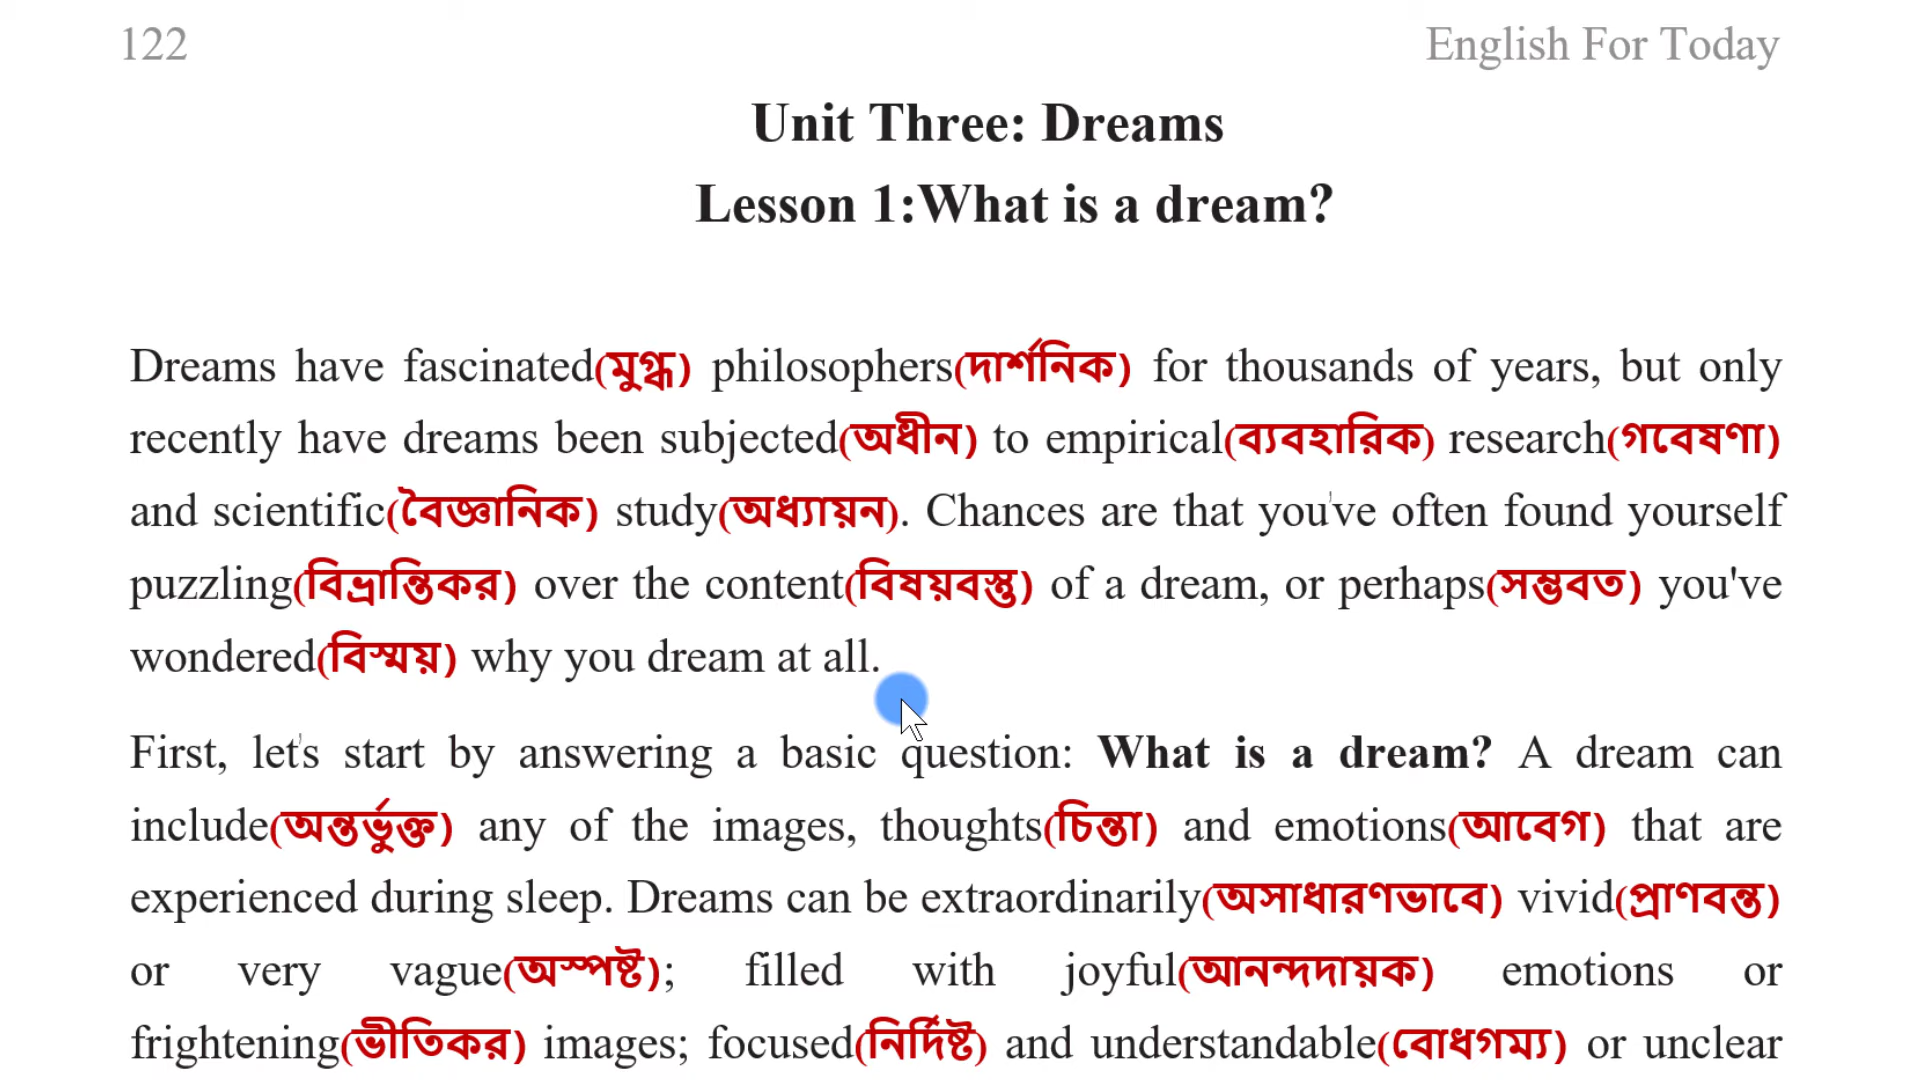 122 English For Today
Unit Three: Dreams
Lesson 1:What is a dream?
Dreams have fascinated(মুগ্ধ) philosophers(দার্শনিক) for thousands of years, but only
recently have dreams been subjected(অধীন) to empirical(ব্যবহারিক) research(গবেষণা)
and scientific(বৈজ্ঞানিক) study(অধ্যায়ন). Chances are that you've often found yourself
puzzling(বিভ্রান্তিকর) over the content(বিষয়বস্তু) of a dream, or perhaps(সম্ভবত) you've
wondered(বিস্ময়) why you dream at all.
First, let's start by answering a basic question: What is a dream? A dream can
include(অন্তর্ভুক্ত) any of the images, thoughts(চিন্তা) and emotions(আবেগ) that are
experienced during sleep. Dreams can be extraordinarily(অসাধারণভাবে) vivid(প্রাণবন্ত)
or very vague(অস্পষ্ট); filled with joyful(আনন্দদায়ক) emotions or
frightening(ভীতিকর) images; focused(নির্দিষ্ট) and understandable(বোধগম্য) or unclear